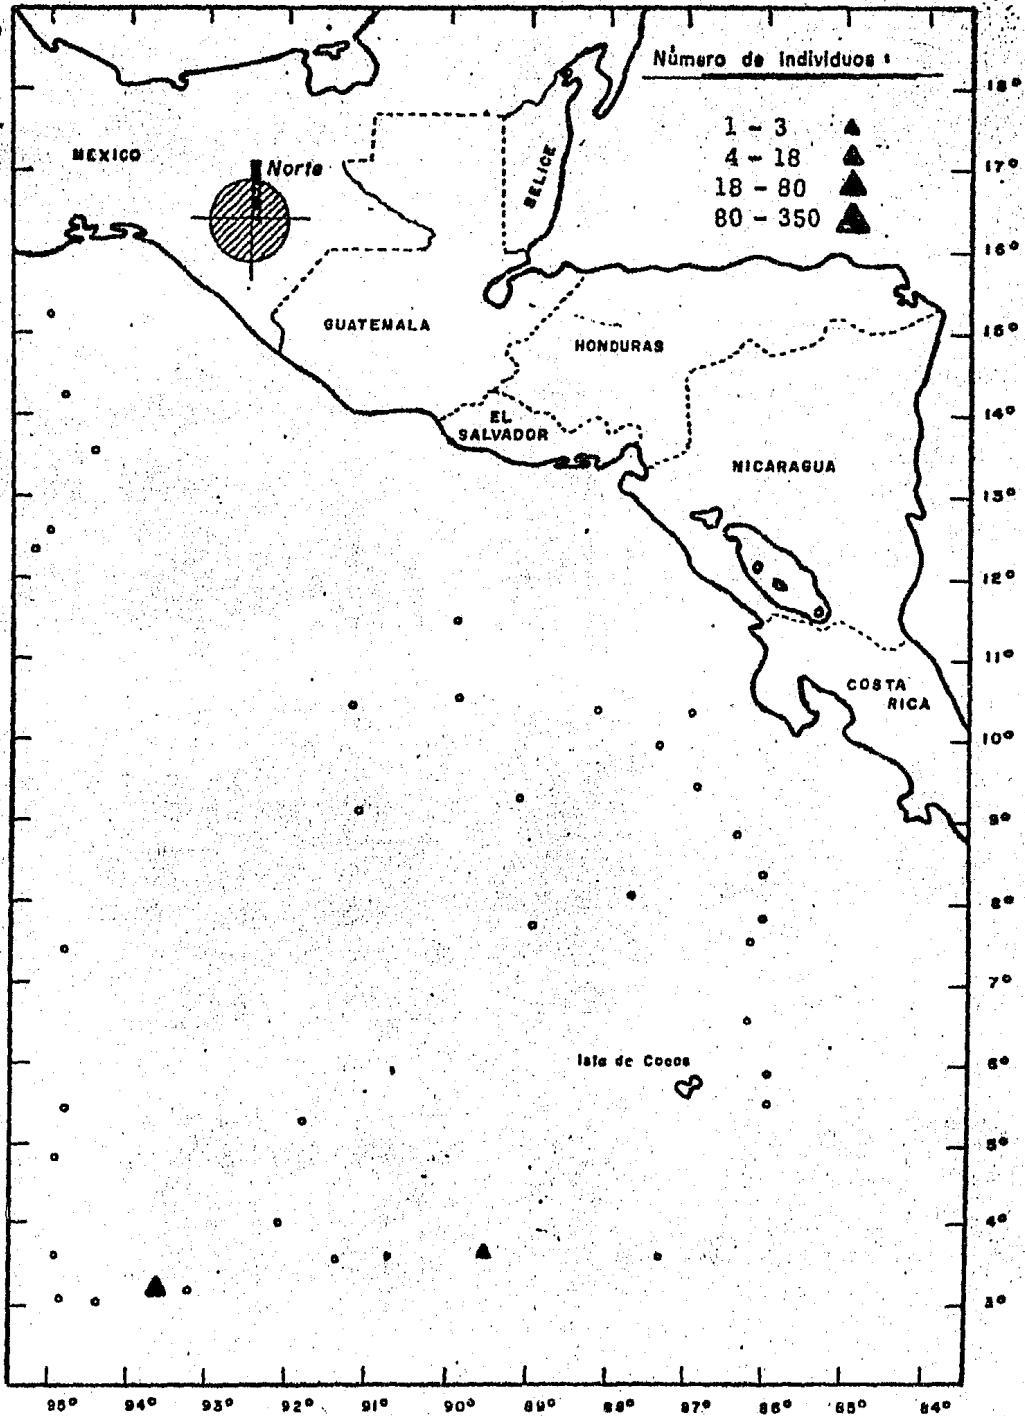 Número de individuos :
1 - 3
4 - 18
18 - 80
80 - 350
18°
MEXICO
Norte
BELICE
17°
16°
GUATEMALA
HONDURAS
15°
EL
SALVADOR
14°
NICARAGUA
13°
12°
11°
COSTA
RICA
10°
9°
8°
7°
Isla de Cocos
6°
5°
4°
3°
95° 94° 93° 92° 91° 90° 89° 88° 87° 86° 85° 84°